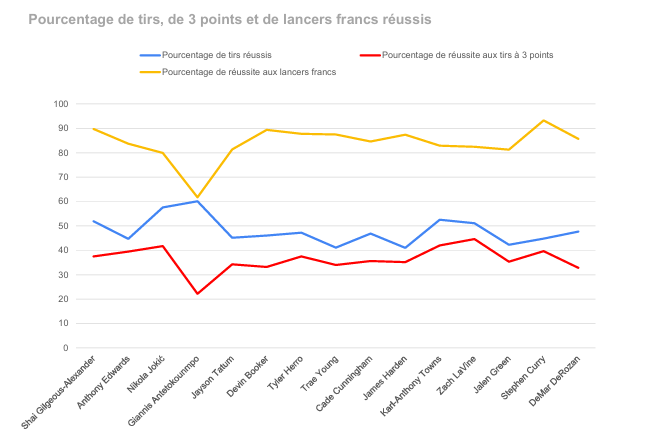 Pourcentage de tirs, de 3 points et de lancers francs réussis
Pourcentage de tirs réussis
Pourcentage de réussite aux tirs à 3 points
Pourcentage de réussite aux lancers francs
100
90
80
70
60
50
40
30
20
10
0
Shai Gilgeous-Alexander
Anthony Edwards
Nikola Jokić
Giannis Antetokounmpo
Jayson Tatum
Devin Booker
Tyler Herro
Trae Young
Cade Cunningham
James Harden
Karl-Anthony Towns
Zach LaVine
Jalen Green
Stephen Curry
DeMar DeRozan